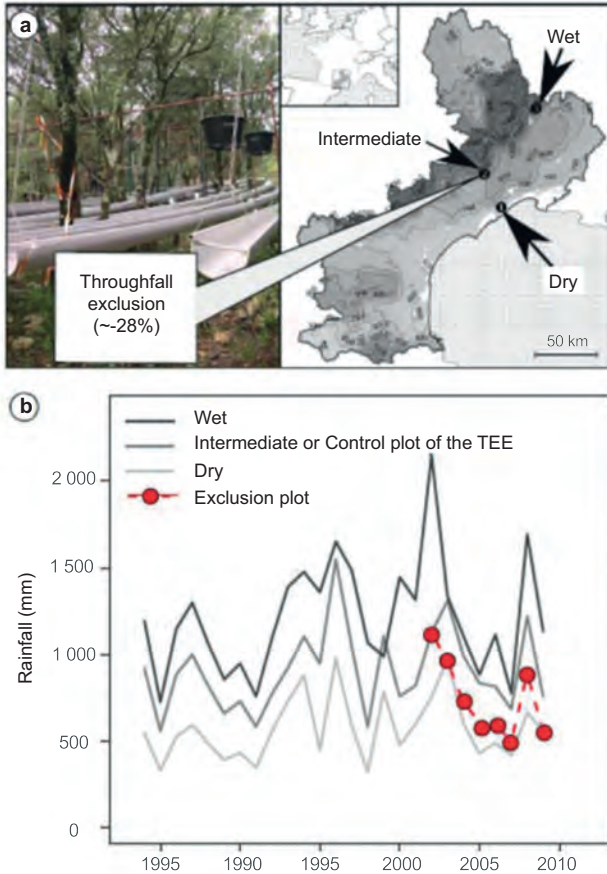 a
Wet
Intermediate
Throughfall
exclusion
(~-28%)
Dry
50 km
b
Wet
Intermediate or Control plot of the TEE
Dry
Exclusion plot
Rainfall (mm)
2 000
1 500
1 000
500
0
1995
1990
1995
2000
2005
2010